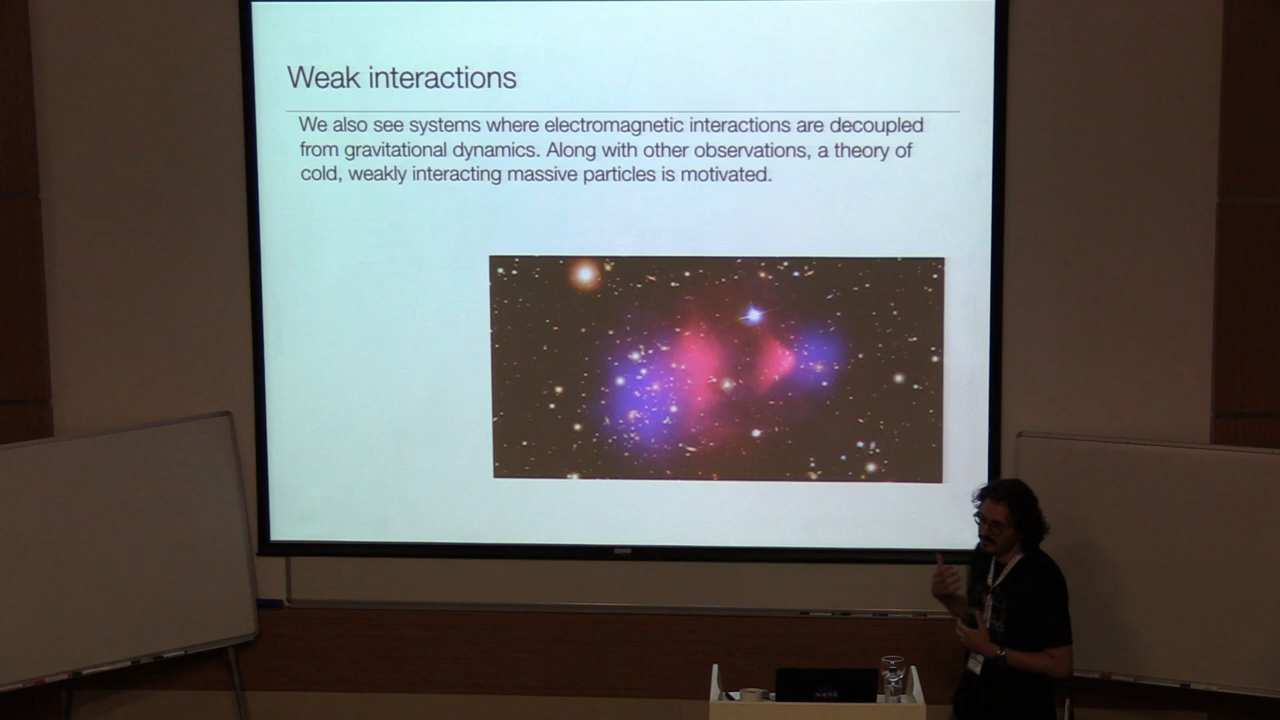 Weak interactions
We also see systems where electromagnetic interactions are decoupled
from gravitational dynamics. Along with other observations, a theory of
cold, weakly interacting massive particles is motivated.
NASA